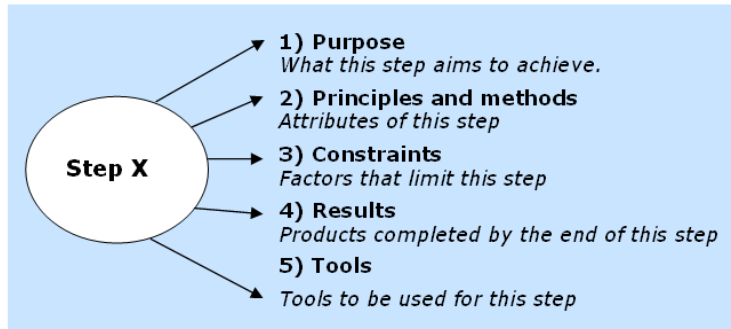 Step X
1) Purpose
What this step aims to achieve.
2) Principles and methods
Attributes of this step
3) Constraints
Factors that limit this step
4) Results
Products completed by the end of this step
5) Tools
Tools to be used for this step